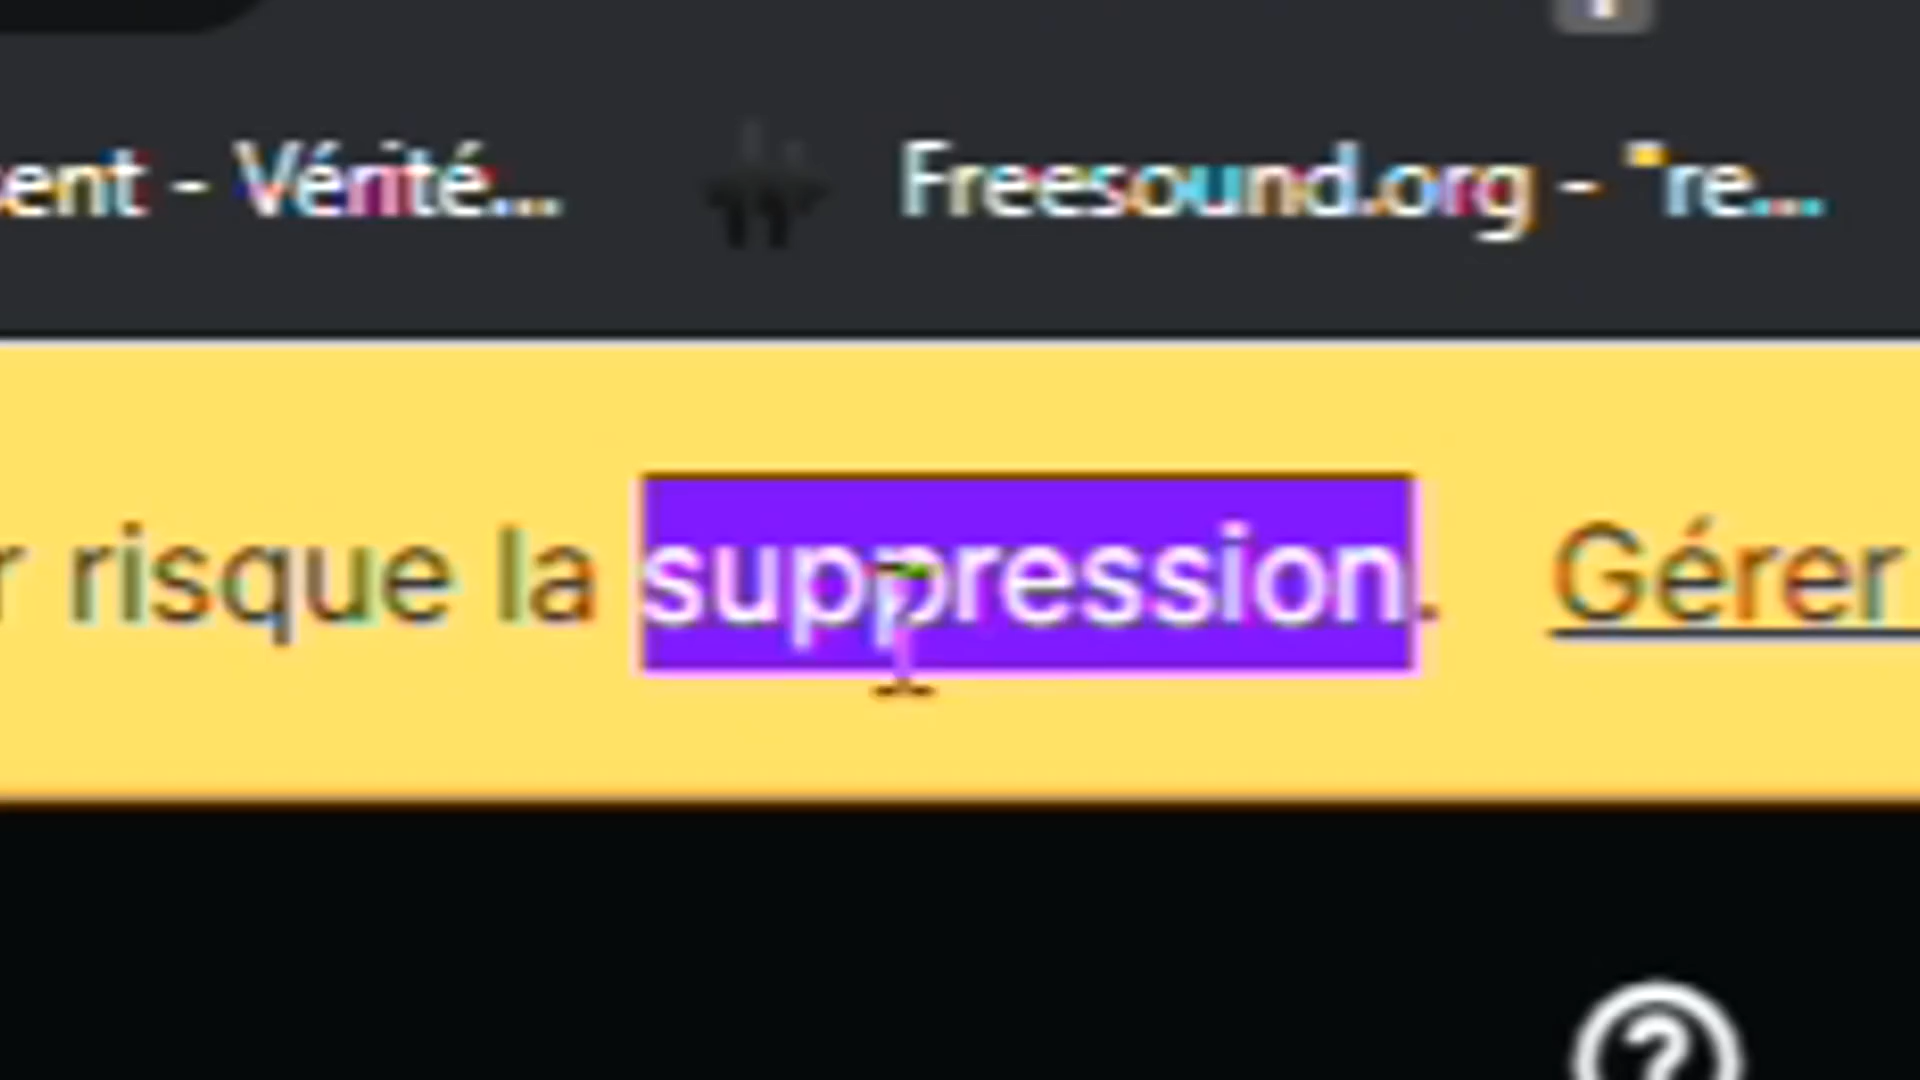 ent - Vérité...
Freesound.org - "re...
r risque la suppression. Gérer
?